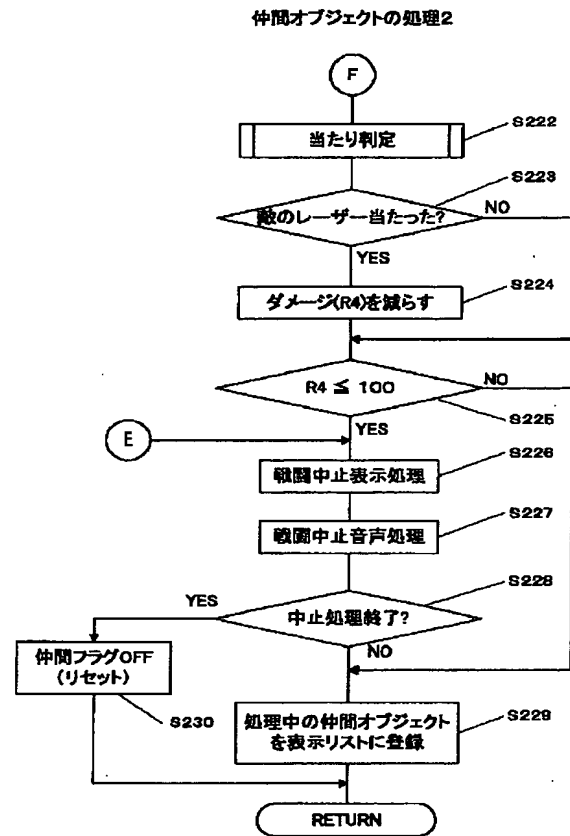 仲間オブジェクトの処理2
F
当たり判定
S222
敵のレーザー当たった?
S223
NO
YES
ダメージ(R4)を減らす
S224
R4 ≦ 100
NO
S225
YES
E
戦闘中止表示処理
S226
戦闘中止音声処理
S227
中止処理終了?
S228
YES
NO
仲間フラグOFF
(リセット)
S230
処理中の仲間オブジェクト
を表示リストに登録
S229
RETURN